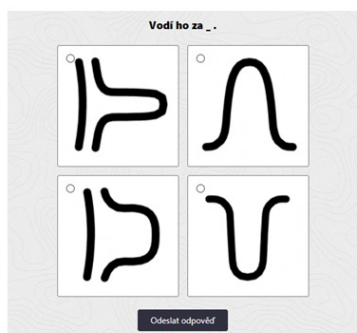 Vodí ho za _ .
Odeslat odpověď